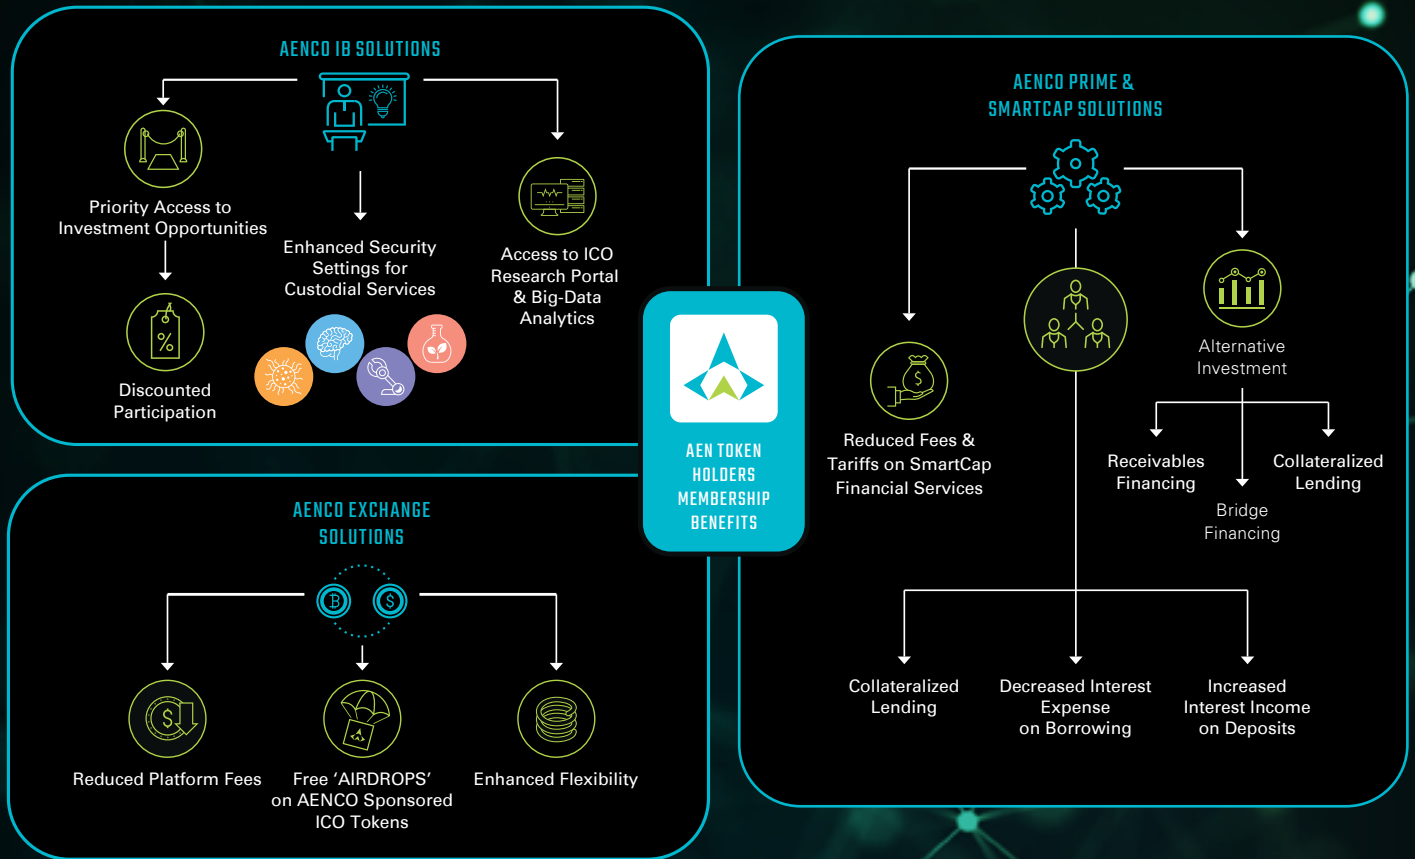 AENCO IB SOLUTIONS
Priority Access to
Investment Opportunities
Discounted
Participation
Enhanced Security
Settings for
Custodial Services
Access to ICO
Research Portal
& Big-Data
Analytics
AEN TOKEN
HOLDERS
MEMBERSHIP
BENEFITS
AENCO EXCHANGE
SOLUTIONS
Reduced Platform Fees
Free ‘AIRDROPS’
on AENCO Sponsored
ICO Tokens
Enhanced Flexibility
AENCO PRIME &
SMARTCAP SOLUTIONS
Reduced Fees &
Tariffs on SmartCap
Financial Services
Alternative
Investment
Receivables
Financing
Bridge
Financing
Collateralized
Lending
Collateralized
Lending
Decreased Interest
Expense
on Borrowing
Increased
Interest Income
on Deposits